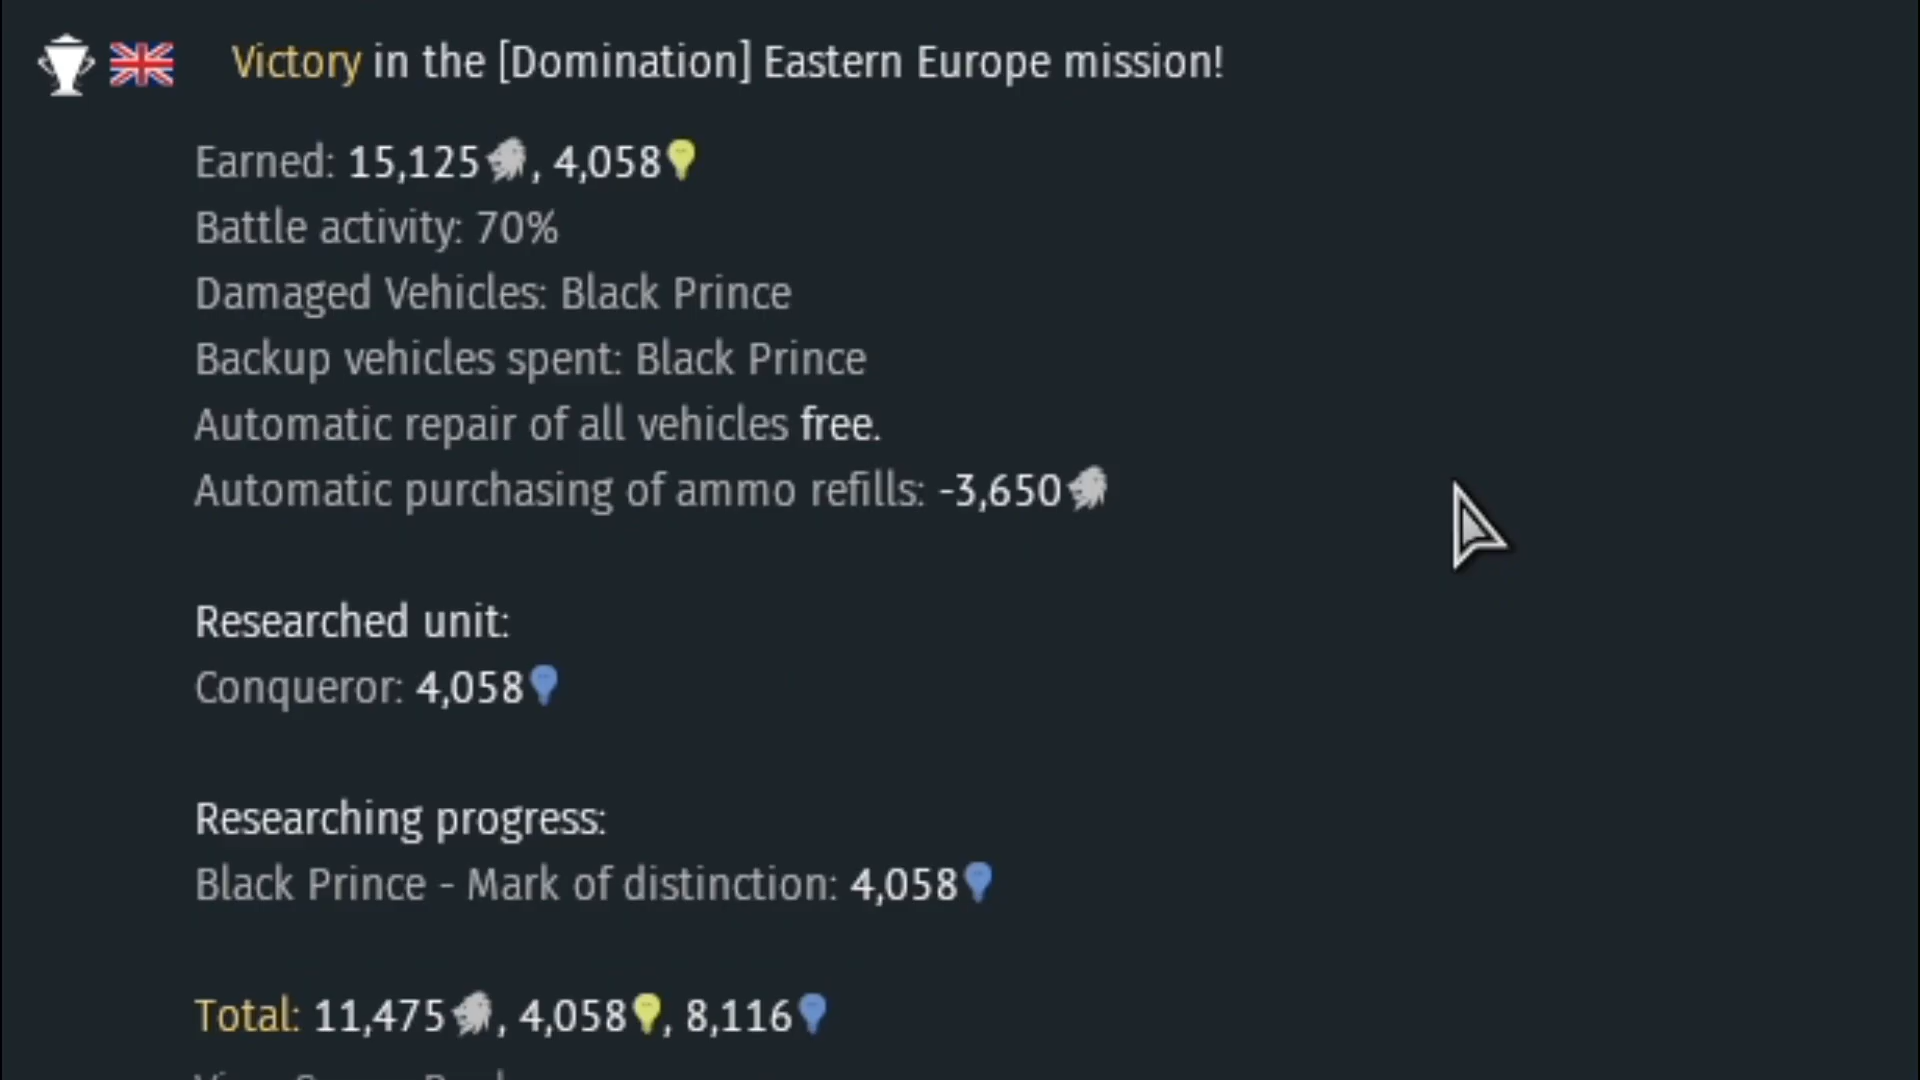 Victory in the [Domination] Eastern Europe mission!
Earned: 15,125, 4,058
Battle activity: 70%
Damaged Vehicles: Black Prince
Backup vehicles spent: Black Prince
Automatic repair of all vehicles free.
Automatic purchasing of ammo refills: -3,650
Researched unit:
Conqueror: 4,058
Researching progress:
Black Prince - Mark of distinction: 4,058
Total: 11,475, 4,058, 8,116